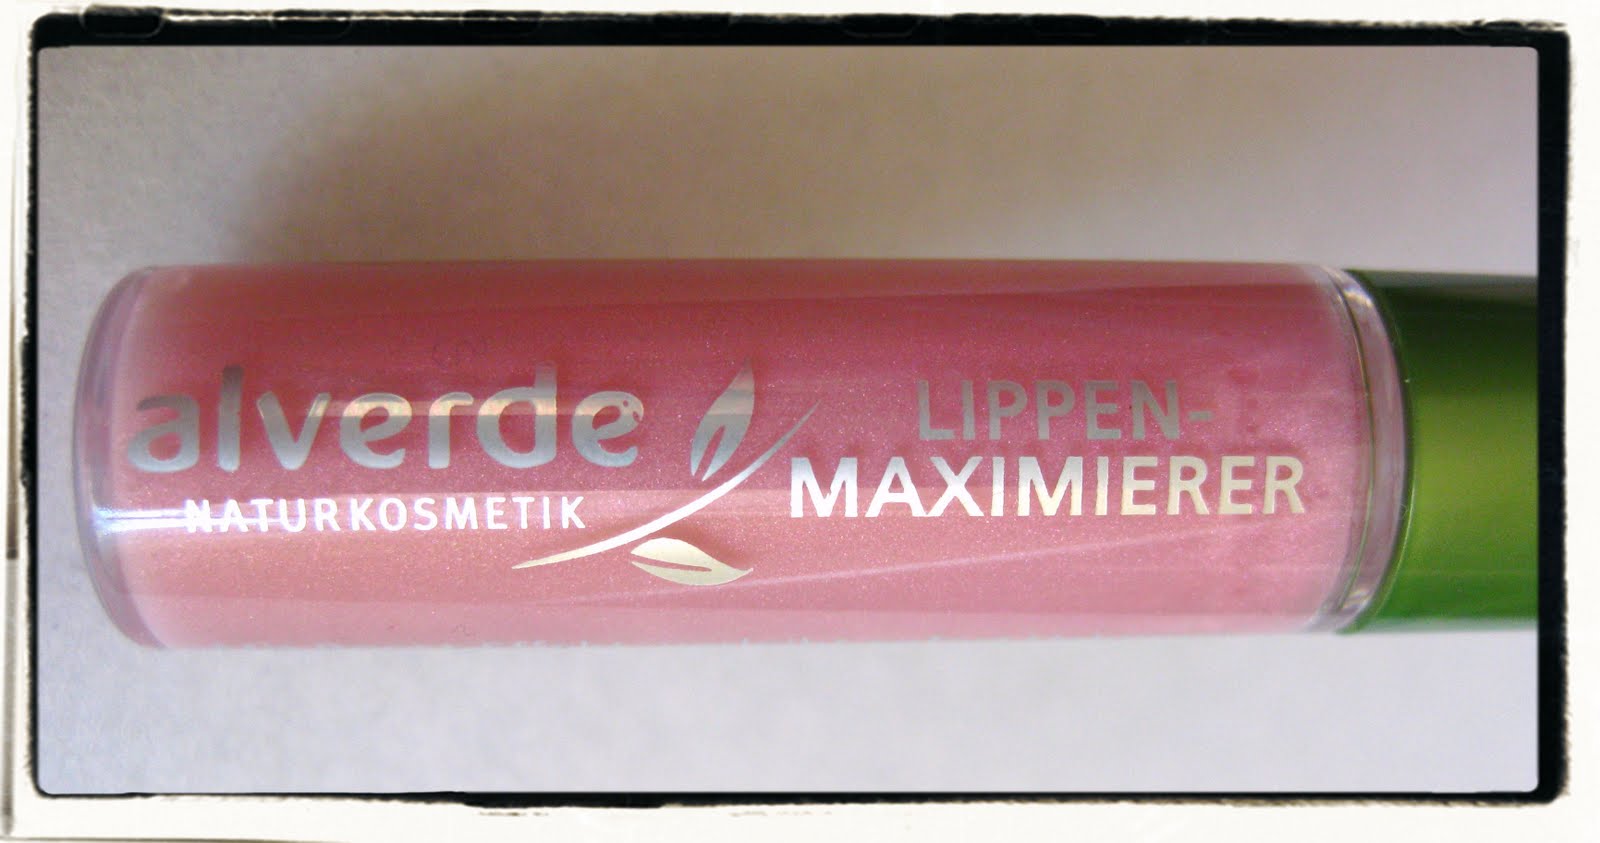 alverde
NATURKOSMETIK
LIPPEN-
MAXIMIERER